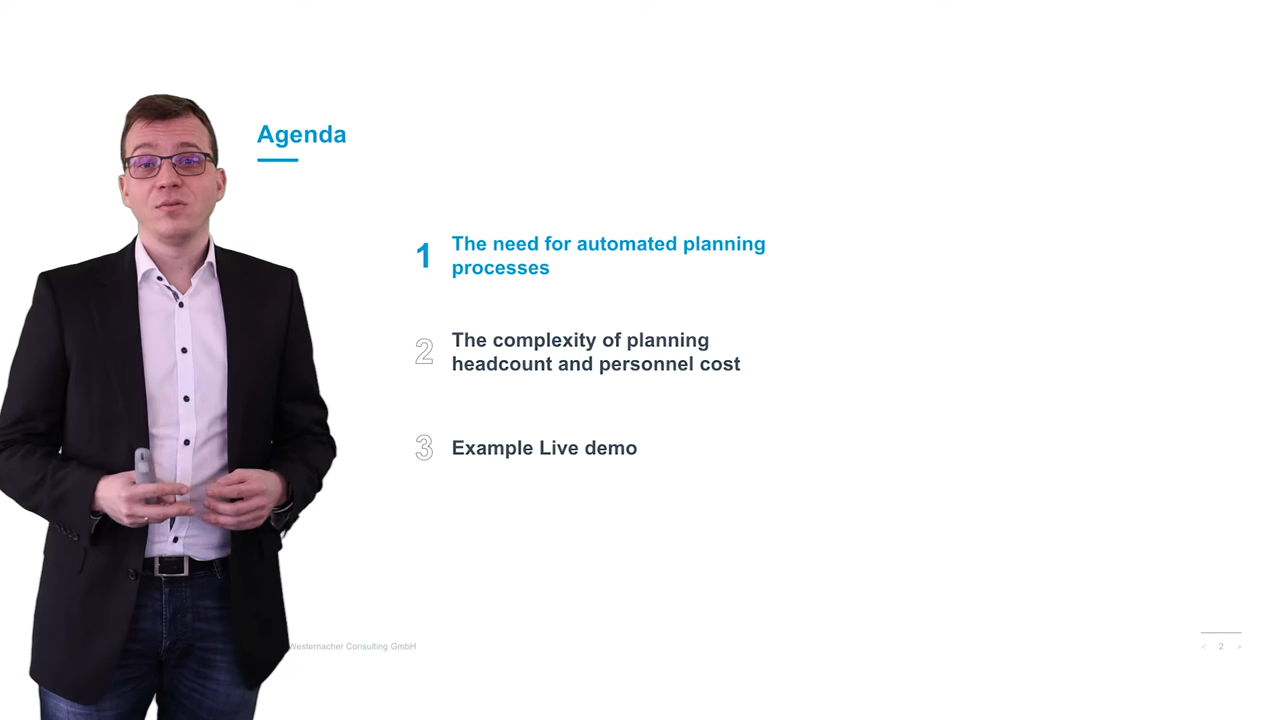 Agenda
1
The need for automated planning
processes
2
The complexity of planning
headcount and personnel cost
3
Example Live demo
Westernacher Consulting GmbH
< 2 >